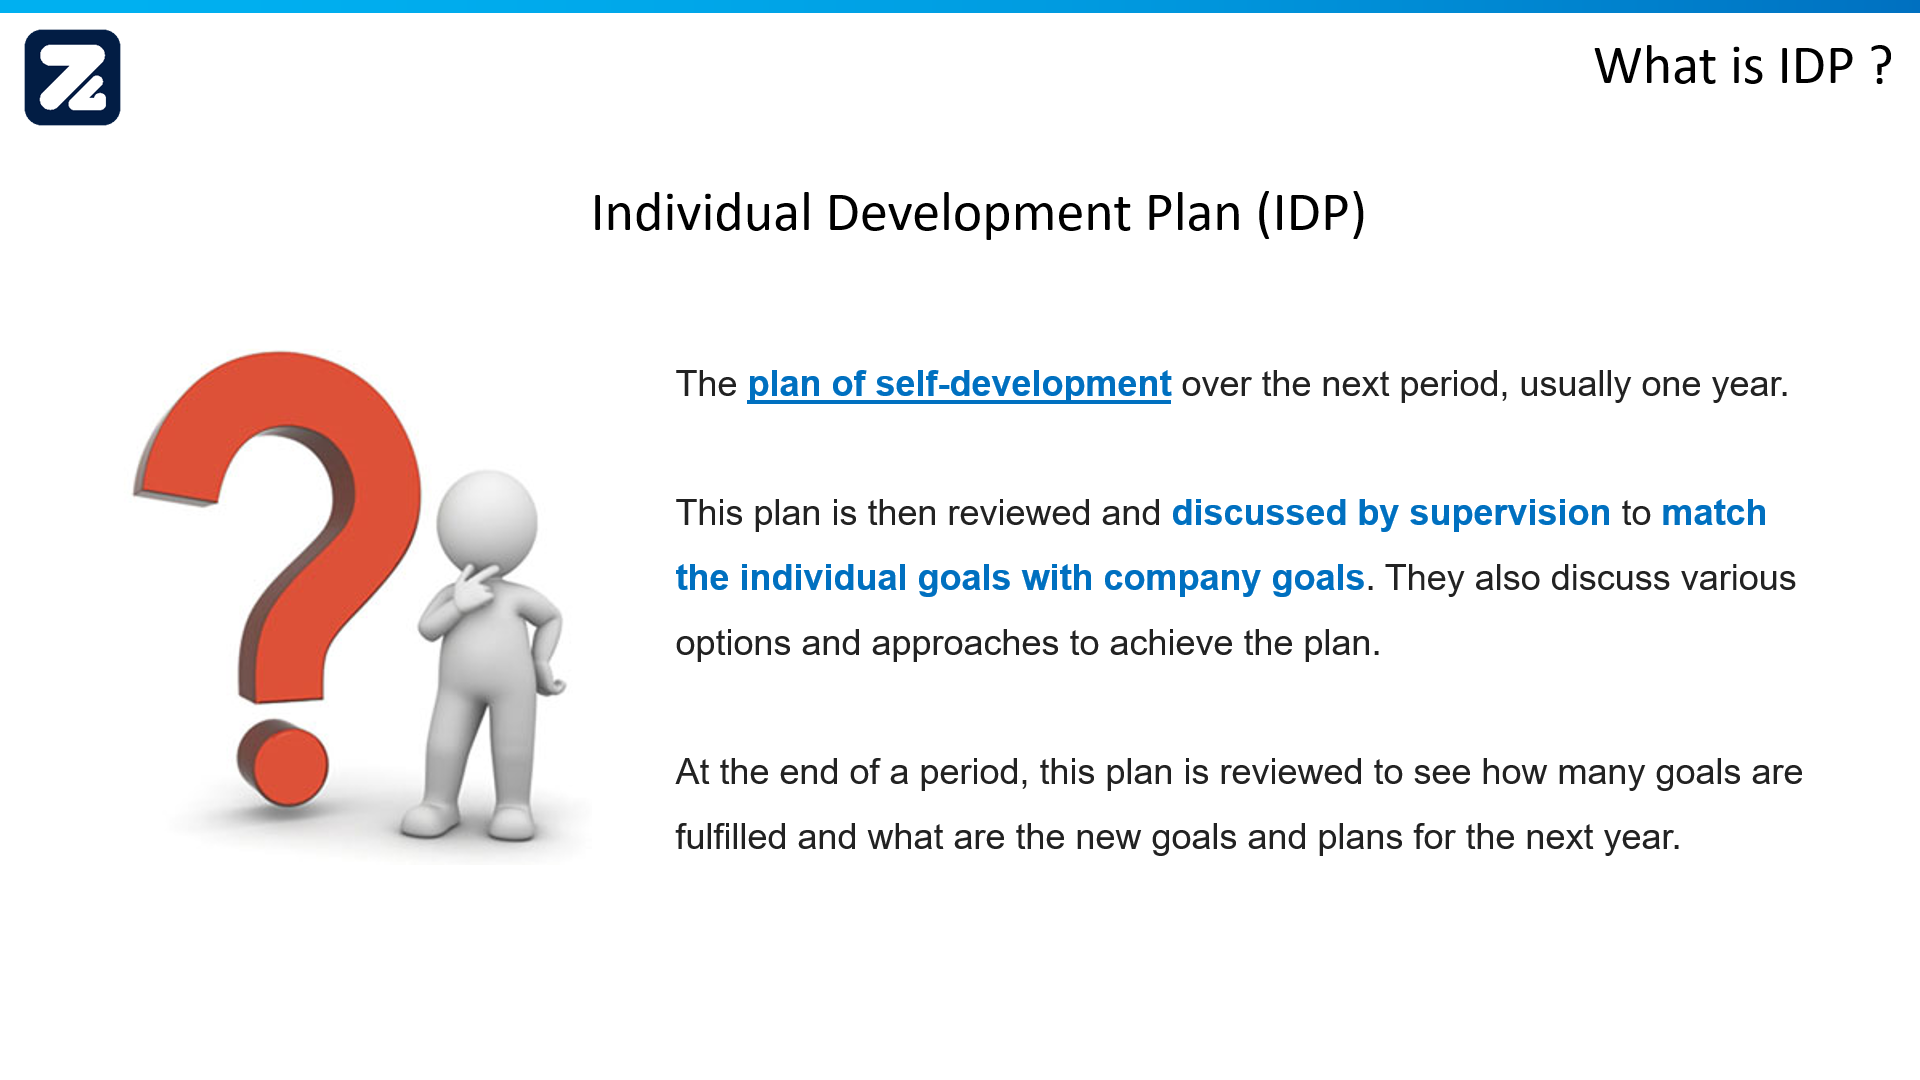 What is IDP ?
Individual Development Plan (IDP)
The plan of self-development over the next period, usually one year.
This plan is then reviewed and discussed by supervision to match
the individual goals with company goals. They also discuss various
options and approaches to achieve the plan.
At the end of a period, this plan is reviewed to see how many goals are
fulfilled and what are the new goals and plans for the next year.